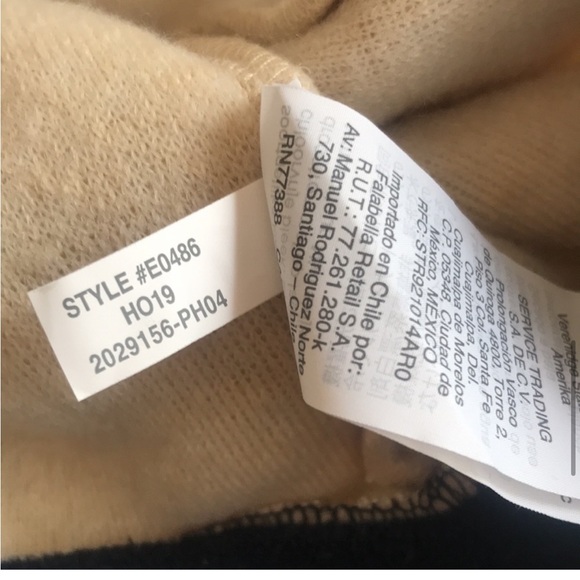 STYLE #E0486
HO19
2029156-PH04
Importado en Chile por:
Falabella Retail S.A.
R.U.T.: 77-261-280-k
Av: Manuel Rodriguez Norte
730, Santiago – Chile
RN77388
SERVICE TRADING
S.A. DE C.V.
Prolongación Vasco
de Quiroga 4800, Torre 2,
Piso 3 Col. Santa Fe
Cuajimalpa, Del.
Cuajimalpa de Morelos
C.P. 05348, Ciudad de
Mexico, MEXICO
RFC: STR921014AR0
Amerika